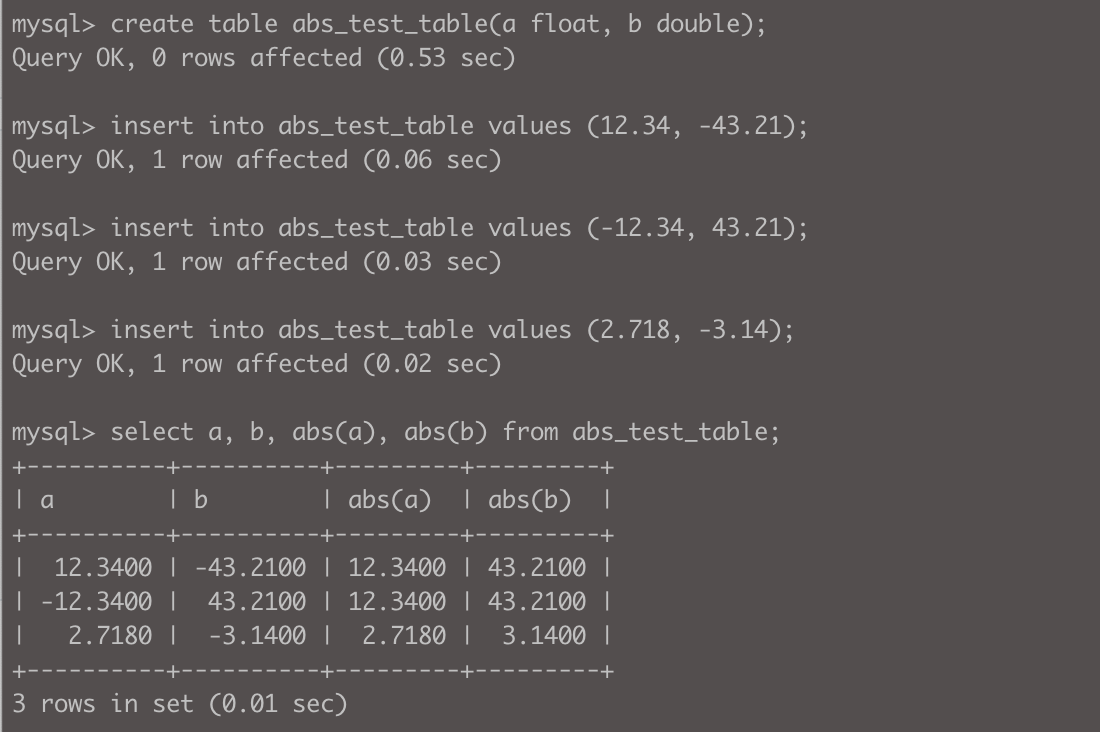 mysql> create table abs_test_table(a float, b double);
Query OK, 0 rows affected (0.53 sec)
mysql> insert into abs_test_table values (12.34, -43.21);
Query OK, 1 row affected (0.06 sec)
mysql> insert into abs_test_table values (-12.34, 43.21);
Query OK, 1 row affected (0.03 sec)
mysql> insert into abs_test_table values (2.718, -3.14);
Query OK, 1 row affected (0.02 sec)
mysql> select a, b, abs(a), abs(b) from abs_test_table;
+----------+----------+---------+---------+
| a        | b        | abs(a)  | abs(b)  |
+----------+----------+---------+---------+
|  12.3400 | -43.2100 | 12.3400 | 43.2100 |
| -12.3400 |  43.2100 | 12.3400 | 43.2100 |
|   2.7180 |  -3.1400 |  2.7180 |  3.1400 |
+----------+----------+---------+---------+
3 rows in set (0.01 sec)